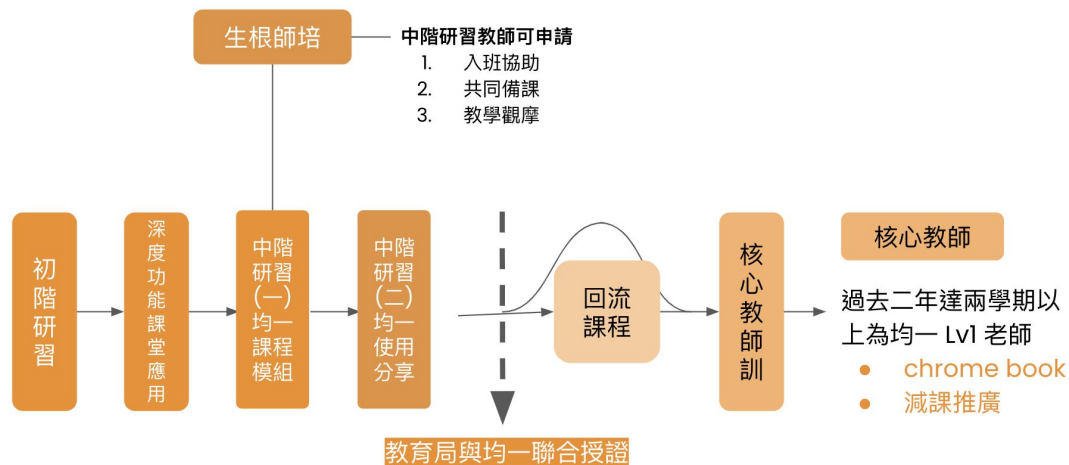 生根師培
中階研習教師可申請
1. 入班協助
2. 共同備課
3. 教學觀摩
初階研習
深度功能課堂應用
中階
研習
(一)
均一
課程
模組
中階
研習
(二)
均一
使用
分享
回流
課程
核心教師訓
核心教師
過去二年達兩學期以
上為均一 Lv1 老師
● chrome book
● 減課推廣
教育局與均一聯合授證